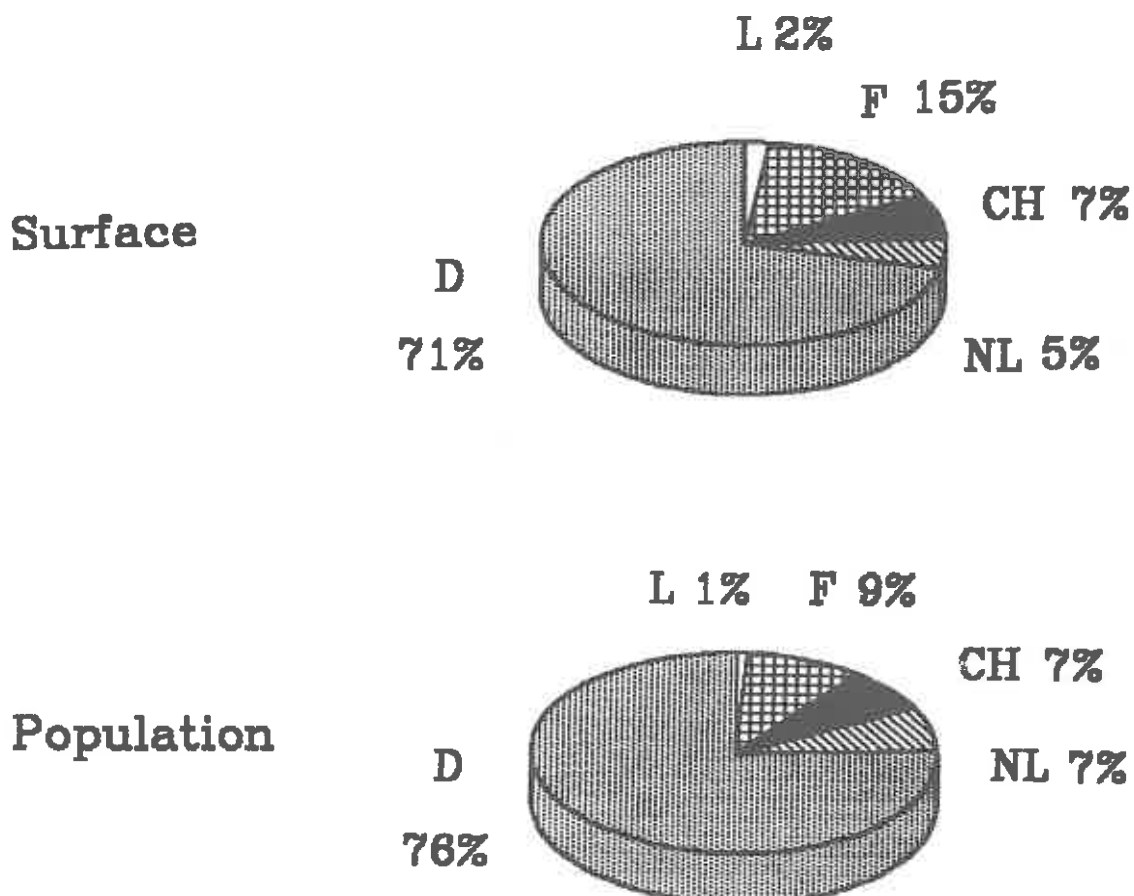 L 2%
F 15%
CH 7%
Surface
D
71%
NL 5%
L 1% F 9%
CH 7%
Population
D
NL 7%
76%